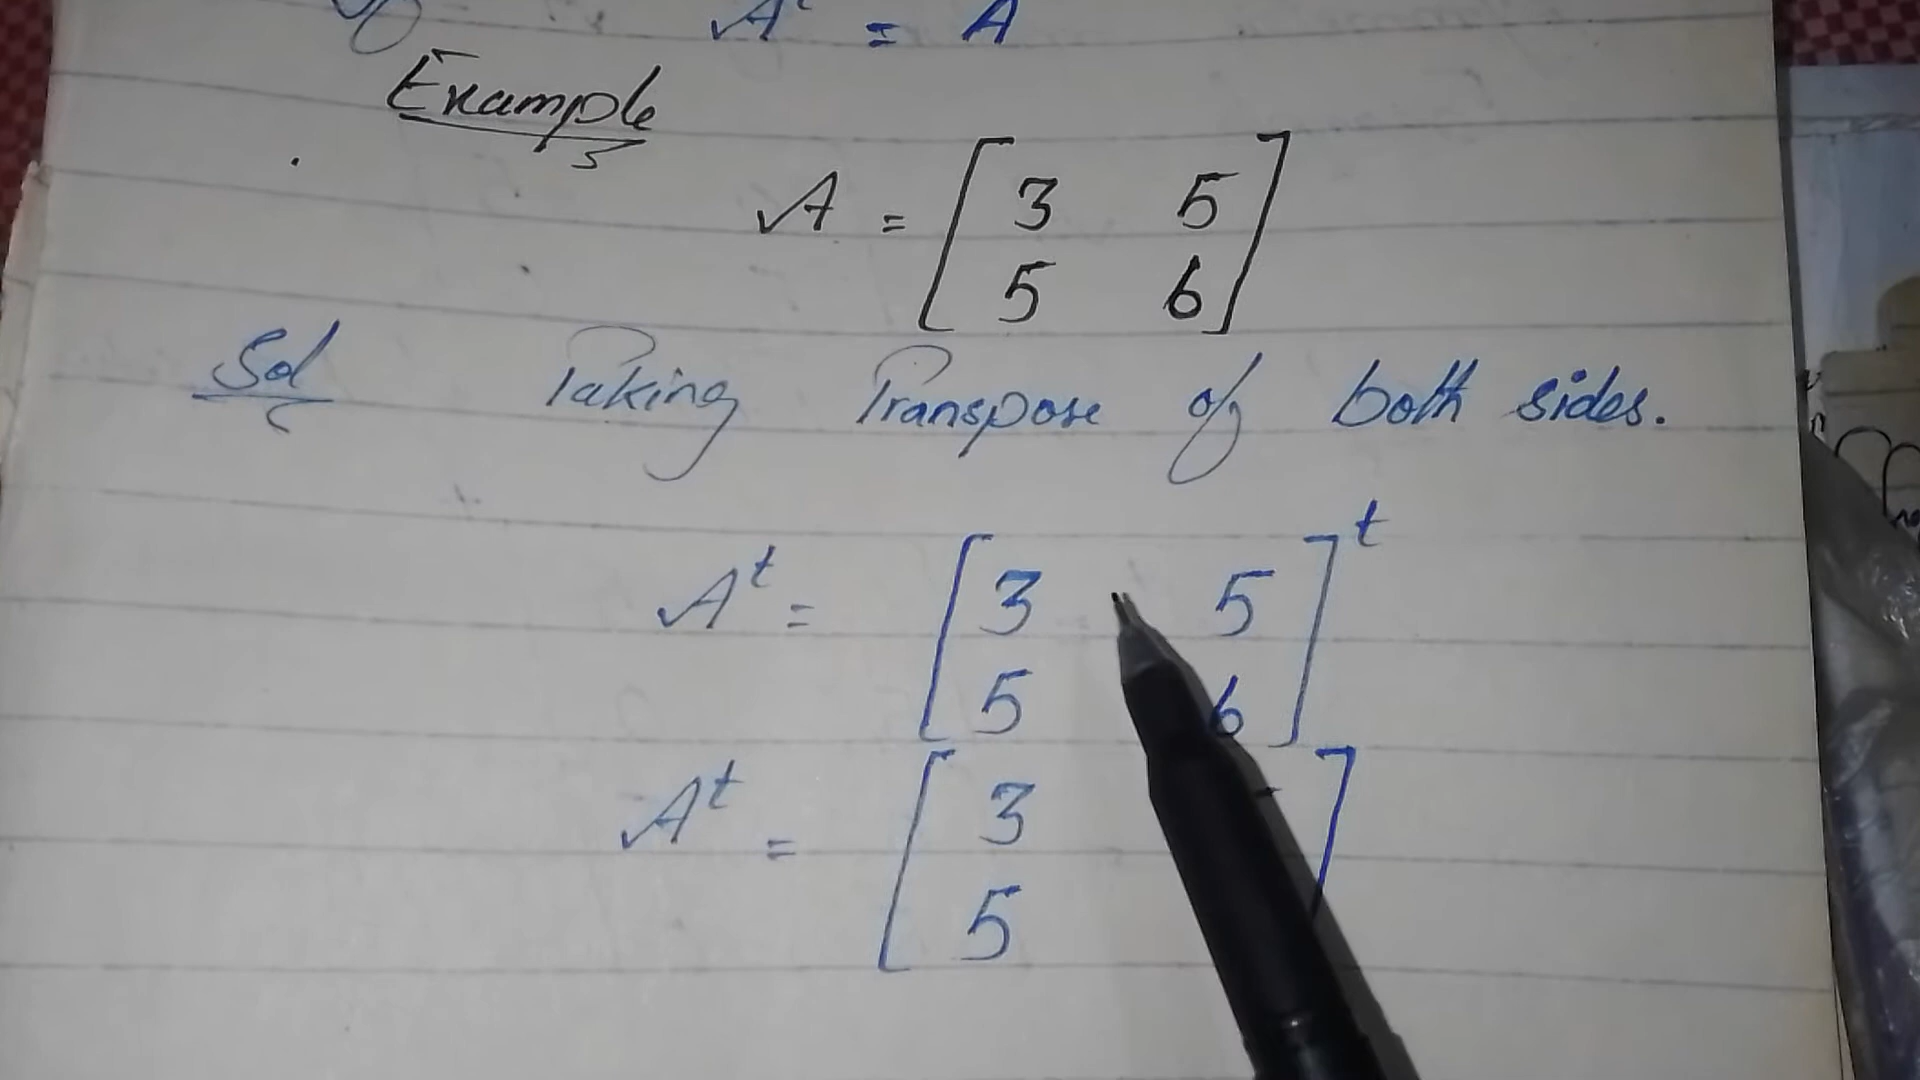 Aᵗ = A
Example
A = [3 5
5 6]
Sol Taking Transpose of both sides.
Aᵗ = [3 5
5 6]ᵗ
Aᵗ = [3
5 ]